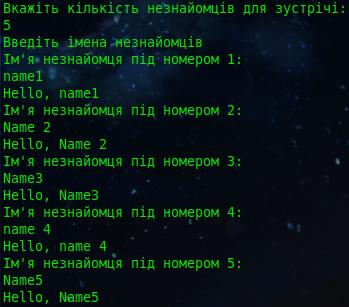 Вкажіть кількість незнайомців для зустрічі:
5
Введіть імена незнайомців
Ім'я незнайомця під номером 1:
name1
Hello, name1
Ім'я незнайомця під номером 2:
Name 2
Hello, Name 2
Ім'я незнайомця під номером 3:
Name3
Hello, Name3
Ім'я незнайомця під номером 4:
name 4
Hello, name 4
Ім'я незнайомця під номером 5:
Name5
Hello, Name5